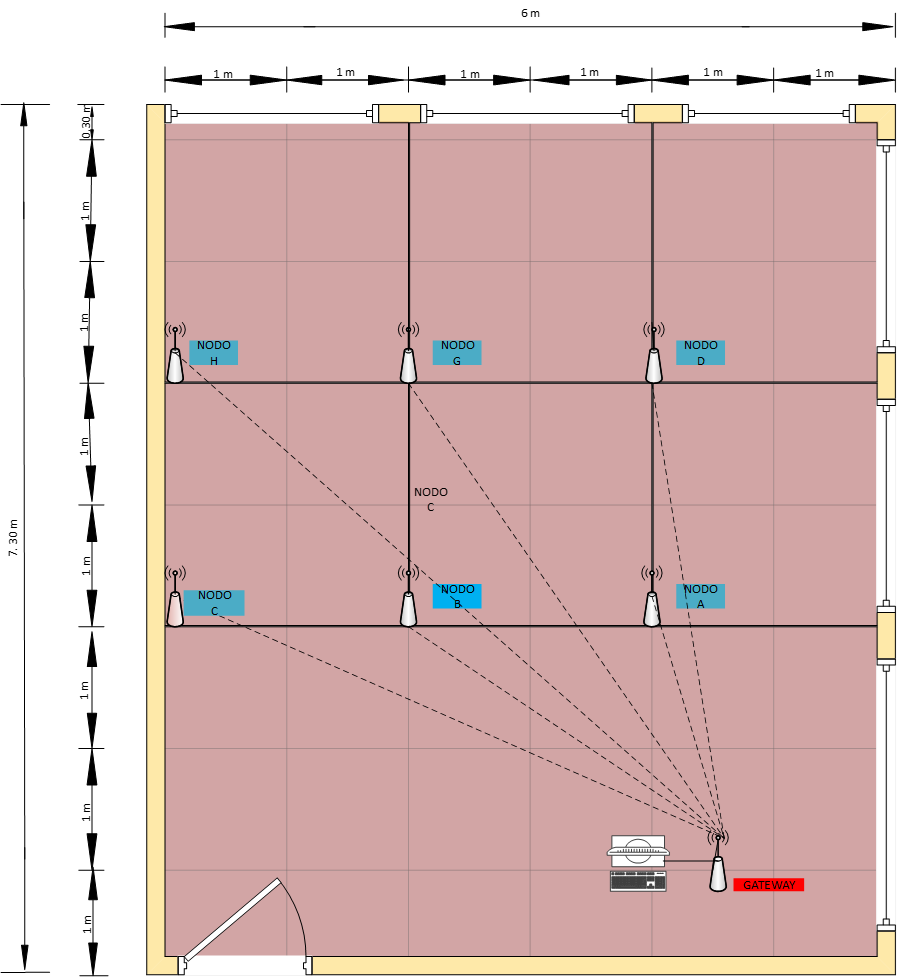 6 m
1 m
1 m
1 m
1 m
1 m
1 m
0,30 m
1 m
1 m
1 m
1 m
1 m
1 m
1 m
7. 30 m
NODO
H
NODO
G
NODO
D
NODO
C
NODO
C
NODO
B
NODO
A
GATEWAY